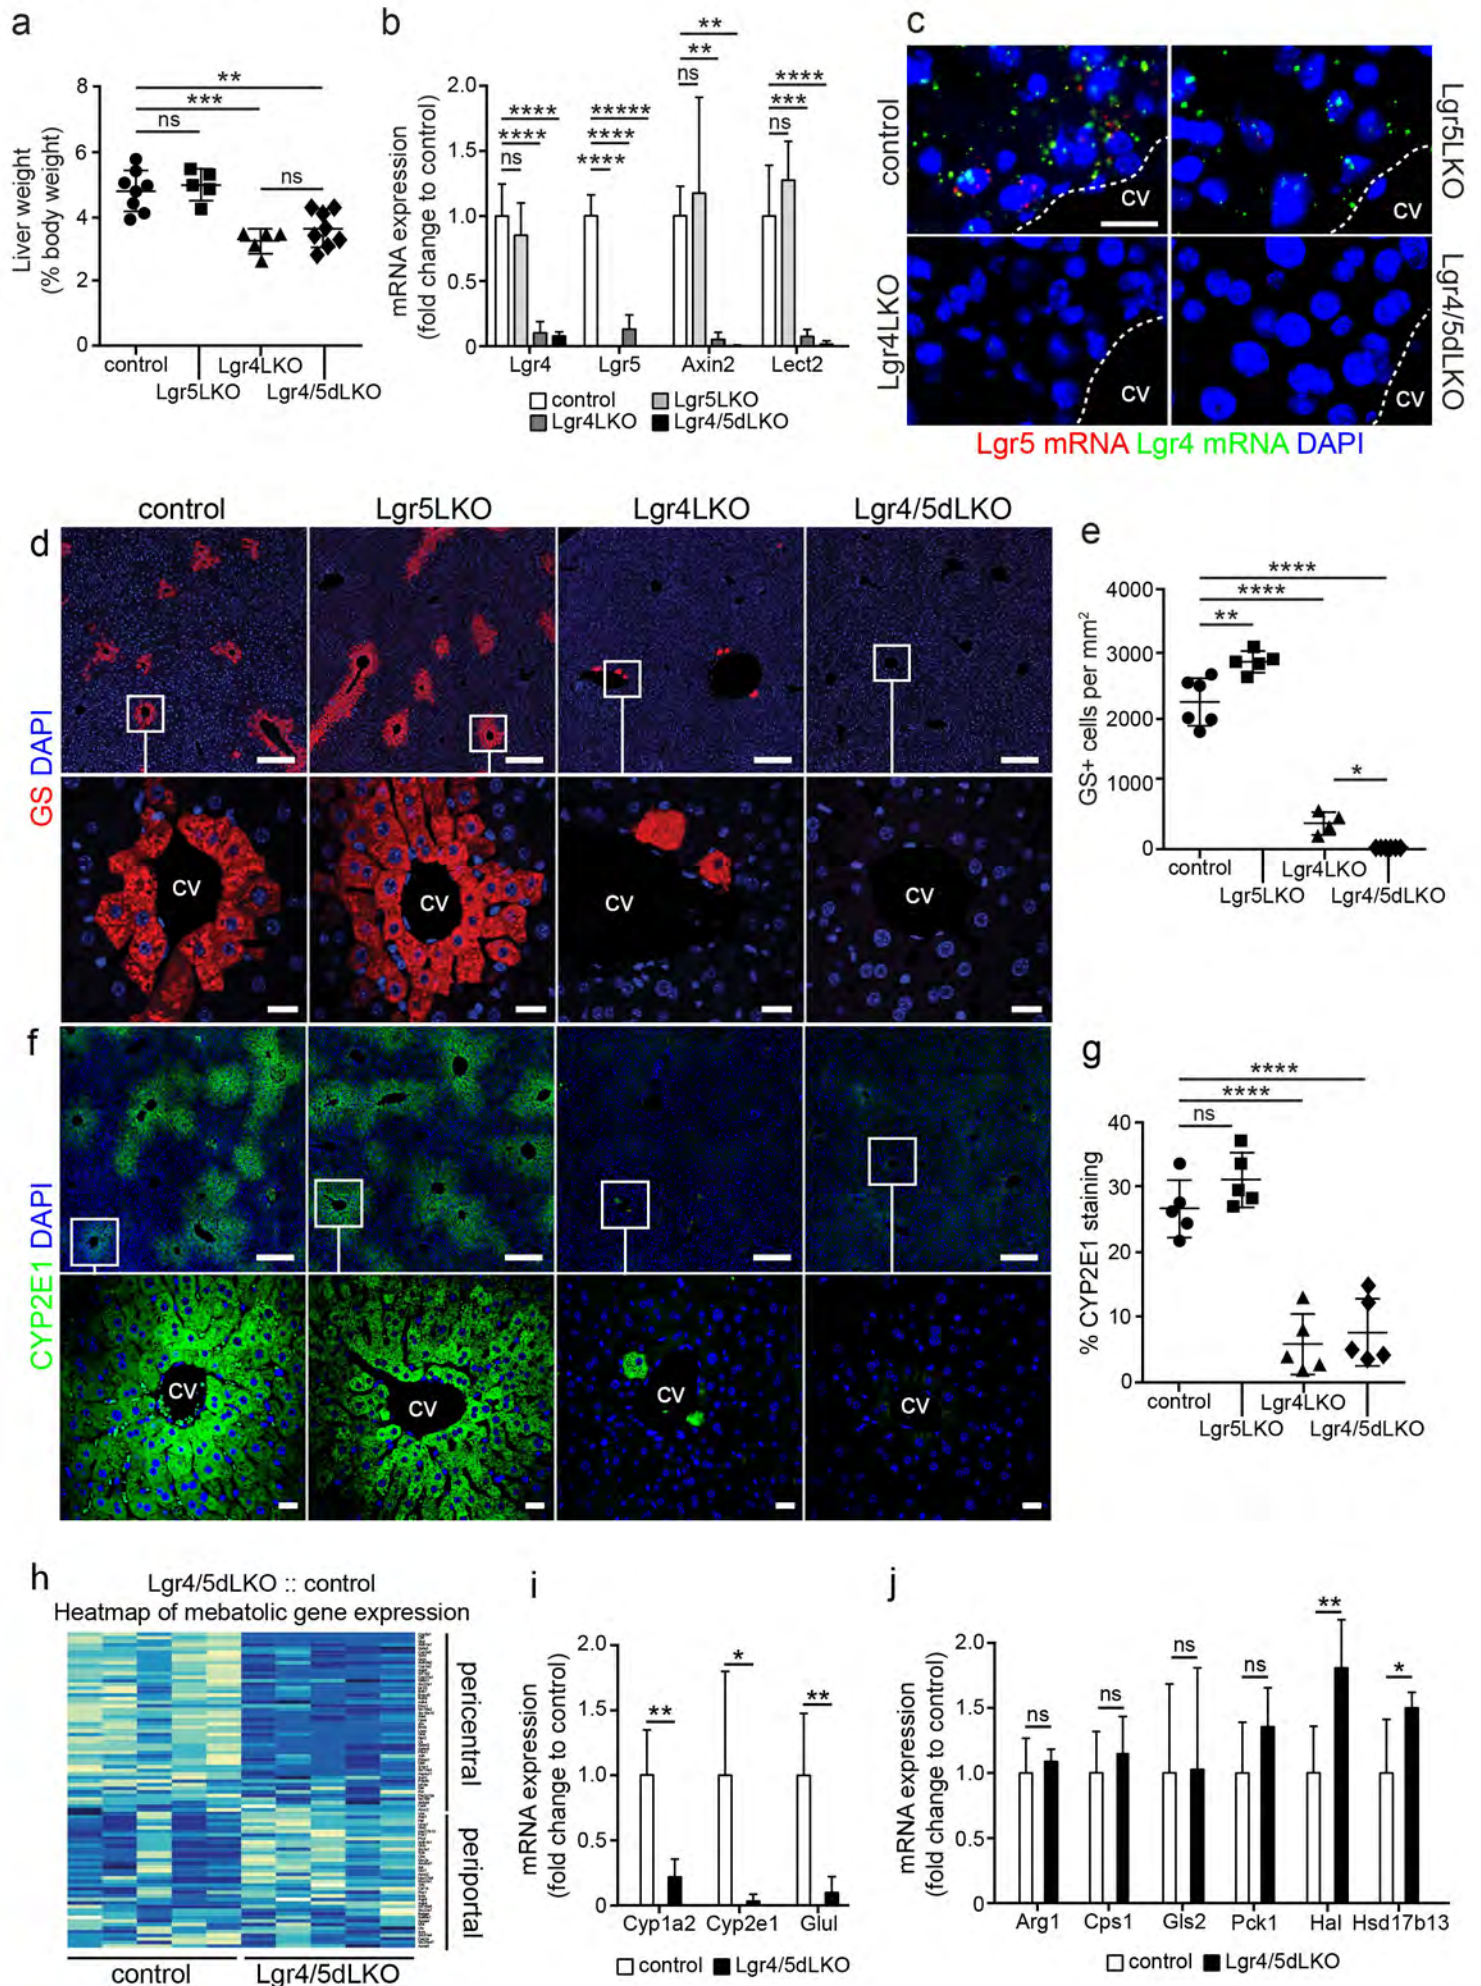 a
**
***
ns
ns
8
6
4
2
0
Liver weight
(% body weight)
control
Lgr4LKO
Lgr5LKO
Lgr4/5dLKO
b
**
**
ns
****
****
ns
*****
****
****
****
***
ns
2.0
1.5
1.0
0.5
0
mRNA expression
(fold change to control)
Lgr4
Lgr5
Axin2
Lect2
control
Lgr5LKO
Lgr4LKO
Lgr4/5dLKO
c
control
Lgr5LKO
CV
CV
Lgr4LKO
Lgr4/5dLKO
CV
CV
Lgr5 mRNA Lgr4 mRNA DAPI
control
Lgr5LKO
Lgr4LKO
Lgr4/5dLKO
d
GS DAPI
CV
CV
CV
CV
e
****
****
**
*
4000
3000
2000
1000
0
GS+ cells per mm²
control
Lgr4LKO
Lgr5LKO
Lgr4/5dLKO
f
CYP2E1 DAPI
CV
CV
CV
CV
g
****
****
ns
40
30
20
10
0
% CYP2E1 staining
control
Lgr4LKO
Lgr5LKO
Lgr4/5dLKO
h
Lgr4/5dLKO :: control
Heatmap of mebatolic gene expression
pericentral
periportal
control
Lgr4/5dLKO
i
2.0
1.5
1.0
0.5
0
mRNA expression
(fold change to control)
**
*
**
Cyp1a2
Cyp2e1
Glul
control
Lgr4/5dLKO
j
2.0
1.5
1.0
0.5
0
mRNA expression
(fold change to control)
ns
ns
ns
ns
**
*
Arg1
Cps1
Gls2
Pck1
Hal
Hsd17b13
control
Lgr4/5dLKO